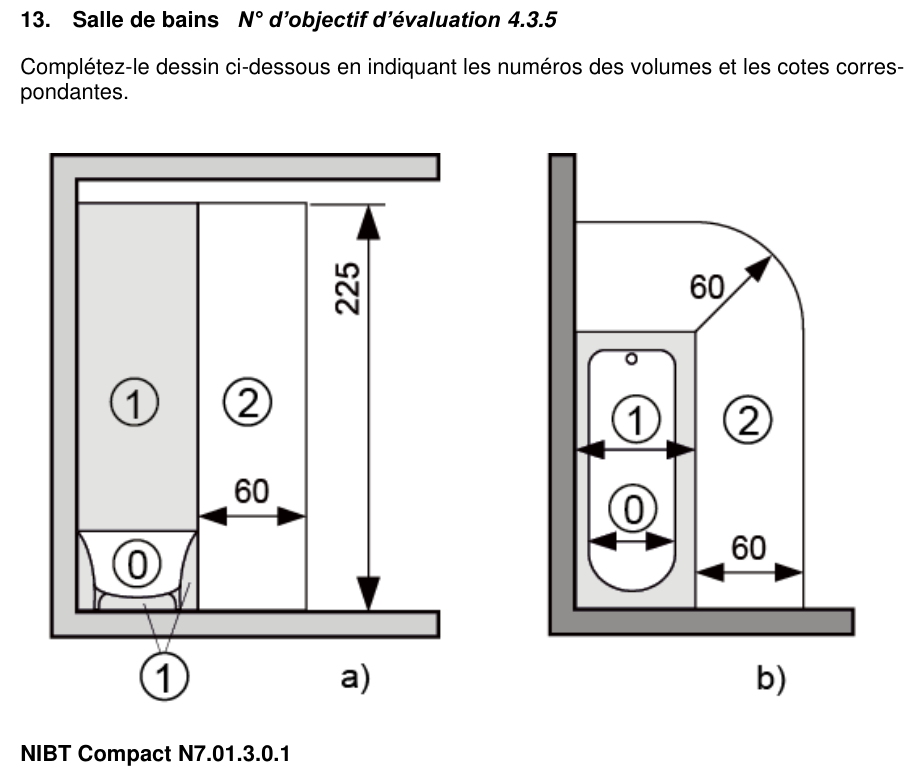 13. Salle de bains N° d'objectif d'évaluation 4.3.5
Complétez-le dessin ci-dessous en indiquant les numéros des volumes et les cotes corres-
pondantes.
225
60
1
2
1
2
60
0
0
60
1
a)
b)
NIBT Compact N7.01.3.0.1